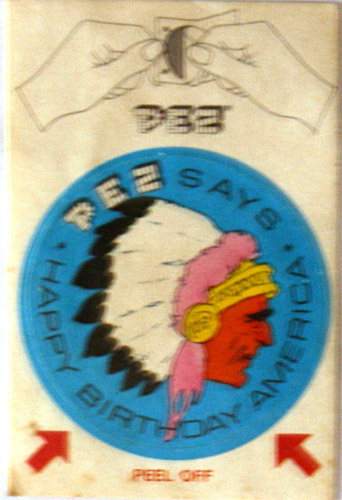 PEZ
PEZ SAYS
HAPPY BIRTHDAY AMERICA
PEEL OFF